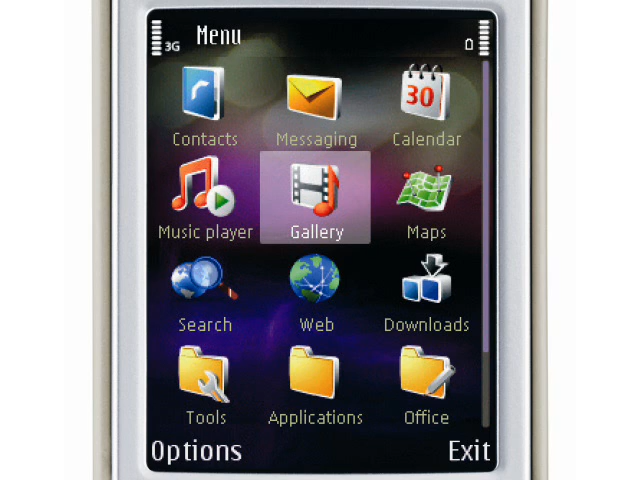 3G Menu
30
Contacts Messaging Calendar
Music player Gallery Maps
Search Web Downloads
Tools Applications Office
Options Exit